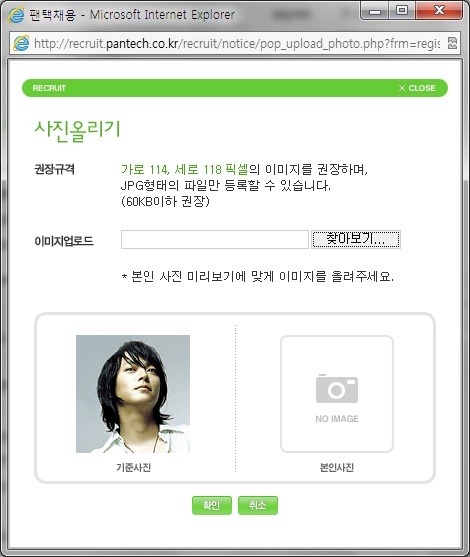 팬택채용 - Microsoft Internet Explorer
http://recruit.pantech.co.kr/recruit/notice/pop_upload_photo.php?frm=regis
RECRUIT
× CLOSE
사진올리기
권장규격
가로 114, 세로 118 픽셀의 이미지를 권장하며,
JPG형태의 파일만 등록할 수 있습니다.
(60KB이하 권장)
이미지업로드
찾아보기...
* 본인 사진 미리보기에 맞게 이미지를 올려주세요.
NO IMAGE
기준사진
본인사진
확인
취소